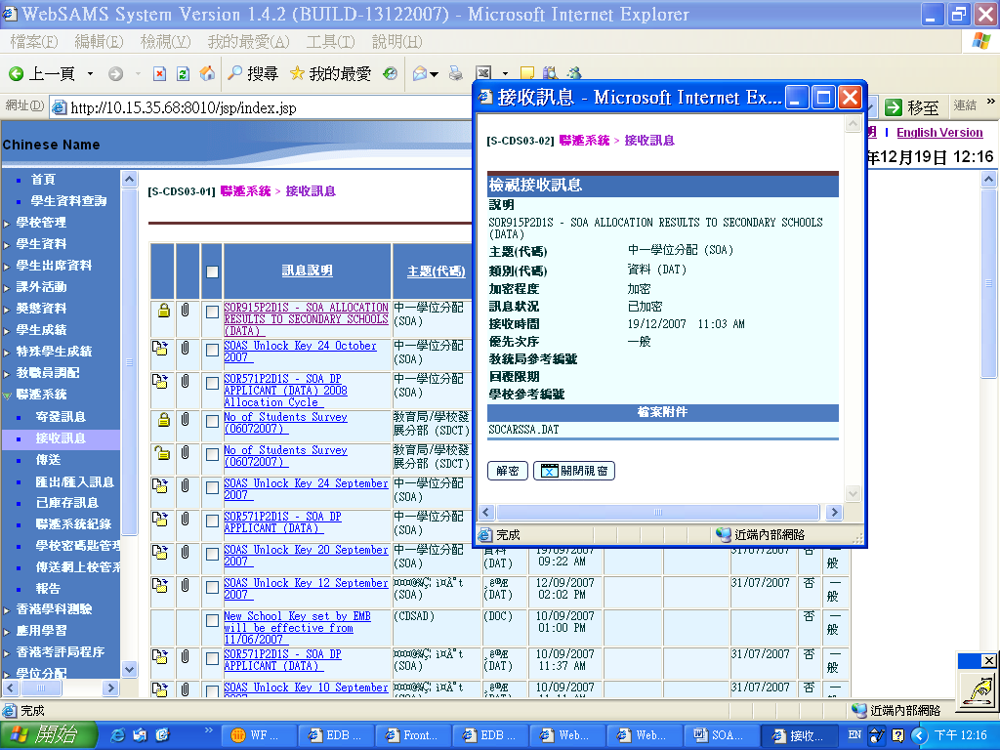 WebSAMS System Version 1.4.2 (BUILD-13122007) - Microsoft Internet Explorer
檔案(F) 編輯(E) 檢視(V) 我的最愛(A) 工具(T) 說明(H)
上一頁 搜尋 我的最愛
網址(D) http://10.15.35.68:8010/jsp/index.jsp 移至 連結 »
Chinese Name
明 | English Version
年12月19日 12:16
首頁
學生資料查詢
學校管理
學生資料
學生出席資料
課外活動
獎懲資料
學生成績
特殊學生成績
教職員調配
聯遞系統
寄發訊息
接收訊息
傳送
匯出/匯入訊息
已庫存訊息
聯遞系統紀錄
學校密碼匙管理
傳送網上校管系
報告
香港學科測驗
應用學習
香港考評局程序
學位分配
[S-CDS03-01] 聯遞系統 > 接收訊息
訊息說明 主題(代碼)
SOR915P2D1S - SOA ALLOCATION RESULTS TO SECONDARY SCHOOLS (DATA) 中一學位分配 (SOA)
SOAS Unlock Key 24 October 2007 中一學位分配 (SOA)
SOR571P2D1S - SOA DP APPLICANT (DATA) 2008 Allocation Cycle 中一學位分配 (SOA)
No of Students Survey (06072007) 教育局/學校發展分部 (SDCT)
No of Students Survey (06072007) 教育局/學校發展分部 (SDCT)
SOAS Unlock Key 24 September 2007 中一學位分配 (SOA)
SOR571P2D1S - SOA DP APPLICANT (DATA) 中一學位分配 (SOA)
SOAS Unlock Key 20 September 2007 中一學位分配 (SOA) 資料 (DAT) 19/09/2007 09:22 AM 31/07/2007 否 一般
SOAS Unlock Key 12 September 2007 (SOA) (DAT) 12/09/2007 02:02 PM 31/07/2007 否 一般
New School Key set by EMB will be effective from 11/06/2007 (CDSAD) (DOC) 10/09/2007 01:00 PM 否 一般
SOR571P2D1S - SOA DP APPLICANT (DATA) (SOA) (DAT) 10/09/2007 11:37 AM 31/07/2007 否 一般
SOAS Unlock Key 10 September 2007 (SOA) (DAT) 10/09/2007 31/07/2007 否 一般
接收訊息 - Microsoft Internet Ex...
[S-CDS03-02] 聯遞系統 > 接收訊息
檢視接收訊息
說明
SOR915P2D1S - SOA ALLOCATION RESULTS TO SECONDARY SCHOOLS
(DATA)
主題(代碼) 中一學位分配 (SOA)
類別(代碼) 資料 (DAT)
加密程度 加密
訊息狀況 已加密
接收時間 19/12/2007 11:03 AM
優先次序 一般
教統局參考編號
回覆限期
學校參考編號
檔案附件
SOCARSSA.DAT
解密 關閉視窗
完成 近端內部網路
完成 近端內部網路
開始 » WF ... EDB ... Front... EDB ... Web... Web... SOA... 接收... EN 下午 12:16